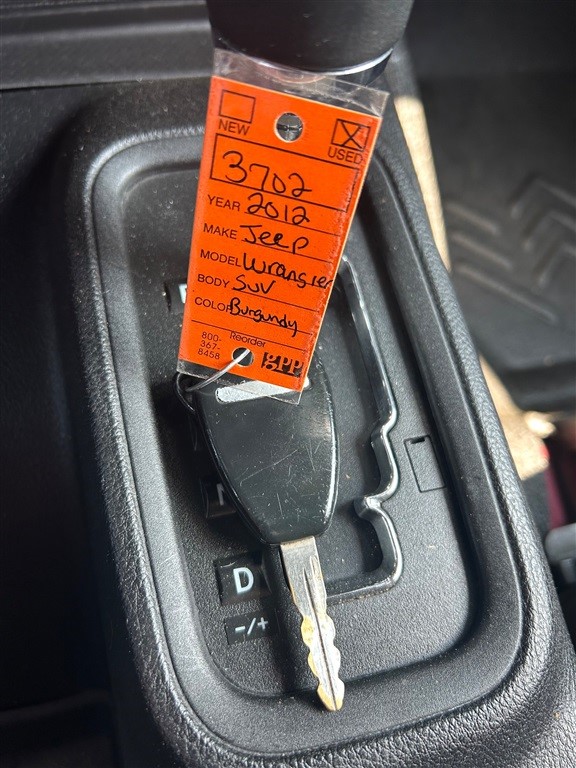 NEW
USED
3702
YEAR 2012
MAKE Jeep
MODEL Wrangler
BODY SUV
COLOR Burgundy
800-
367-
8458
Reorder
gpp
D
-/+